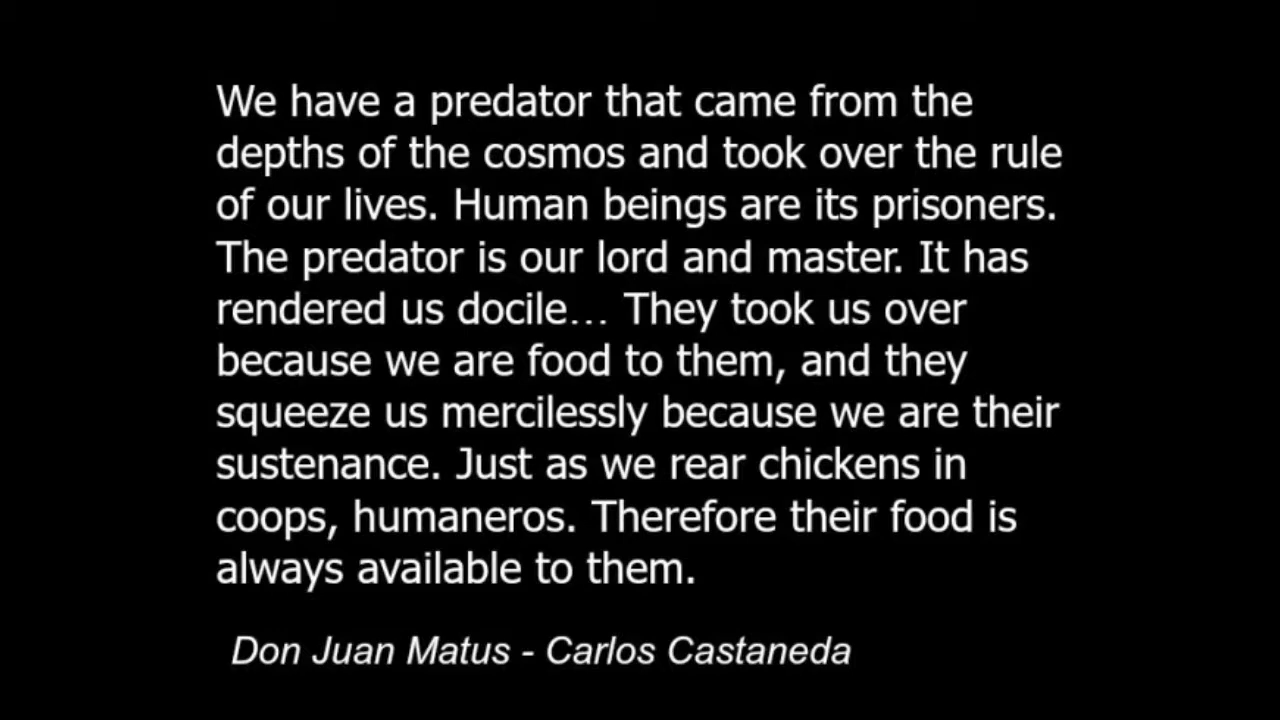 We have a predator that came from the
depths of the cosmos and took over the rule
of our lives. Human beings are its prisoners.
The predator is our lord and master. It has
rendered us docile… They took us over
because we are food to them, and they
squeeze us mercilessly because we are their
sustenance. Just as we rear chickens in
coops, humaneros. Therefore their food is
always available to them.
Don Juan Matus - Carlos Castaneda